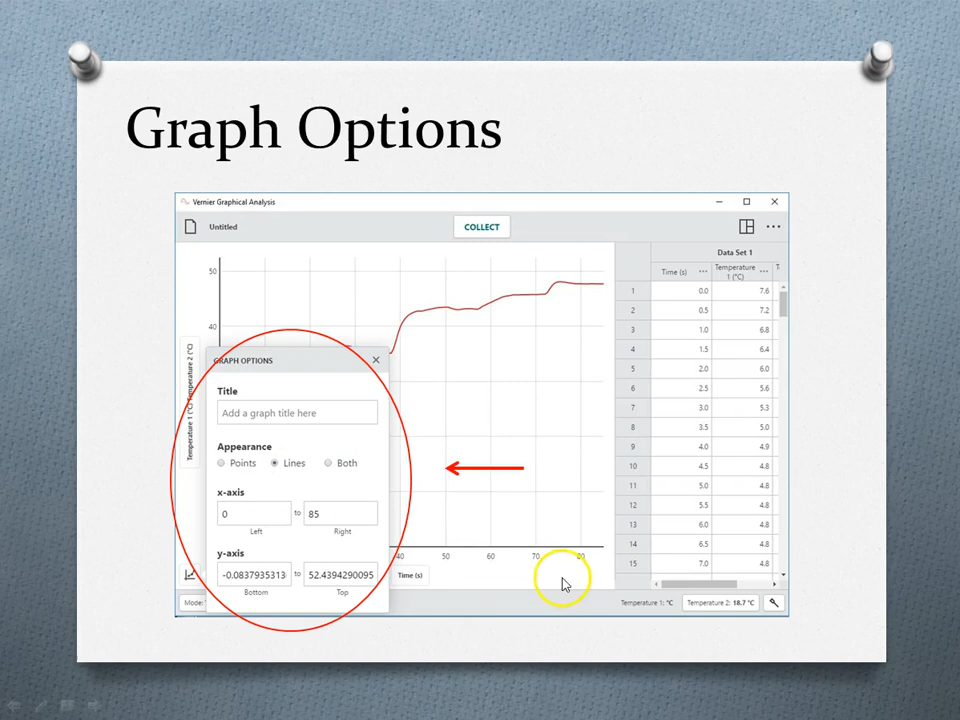 Graph Options
Vernier Graphical Analysis
Untitled
COLLECT
50
40
Temperature 1 (°C) Temperature 2 (°C)
GRAPH OPTIONS
Title
Add a graph title here
Appearance
Points Lines Both
x-axis
0 to 85
Left Right
y-axis
-0.0837935313 to 52.4394290095
Bottom Top
40 50 60 70 80
Time (s)
Data Set 1
Time (s) Temperature 1 (°C) T
1 0.0 7.6
2 0.5 7.2
3 1.0 6.8
4 1.5 6.4
5 2.0 6.0
6 2.5 5.6
7 3.0 5.3
8 3.5 5.0
9 4.0 4.9
10 4.5 4.8
11 5.0 4.8
12 5.5 4.8
13 6.0 4.8
14 6.5 4.8
15 7.0 4.8
Mode:
Temperature 1: °C Temperature 2: 18.7 °C